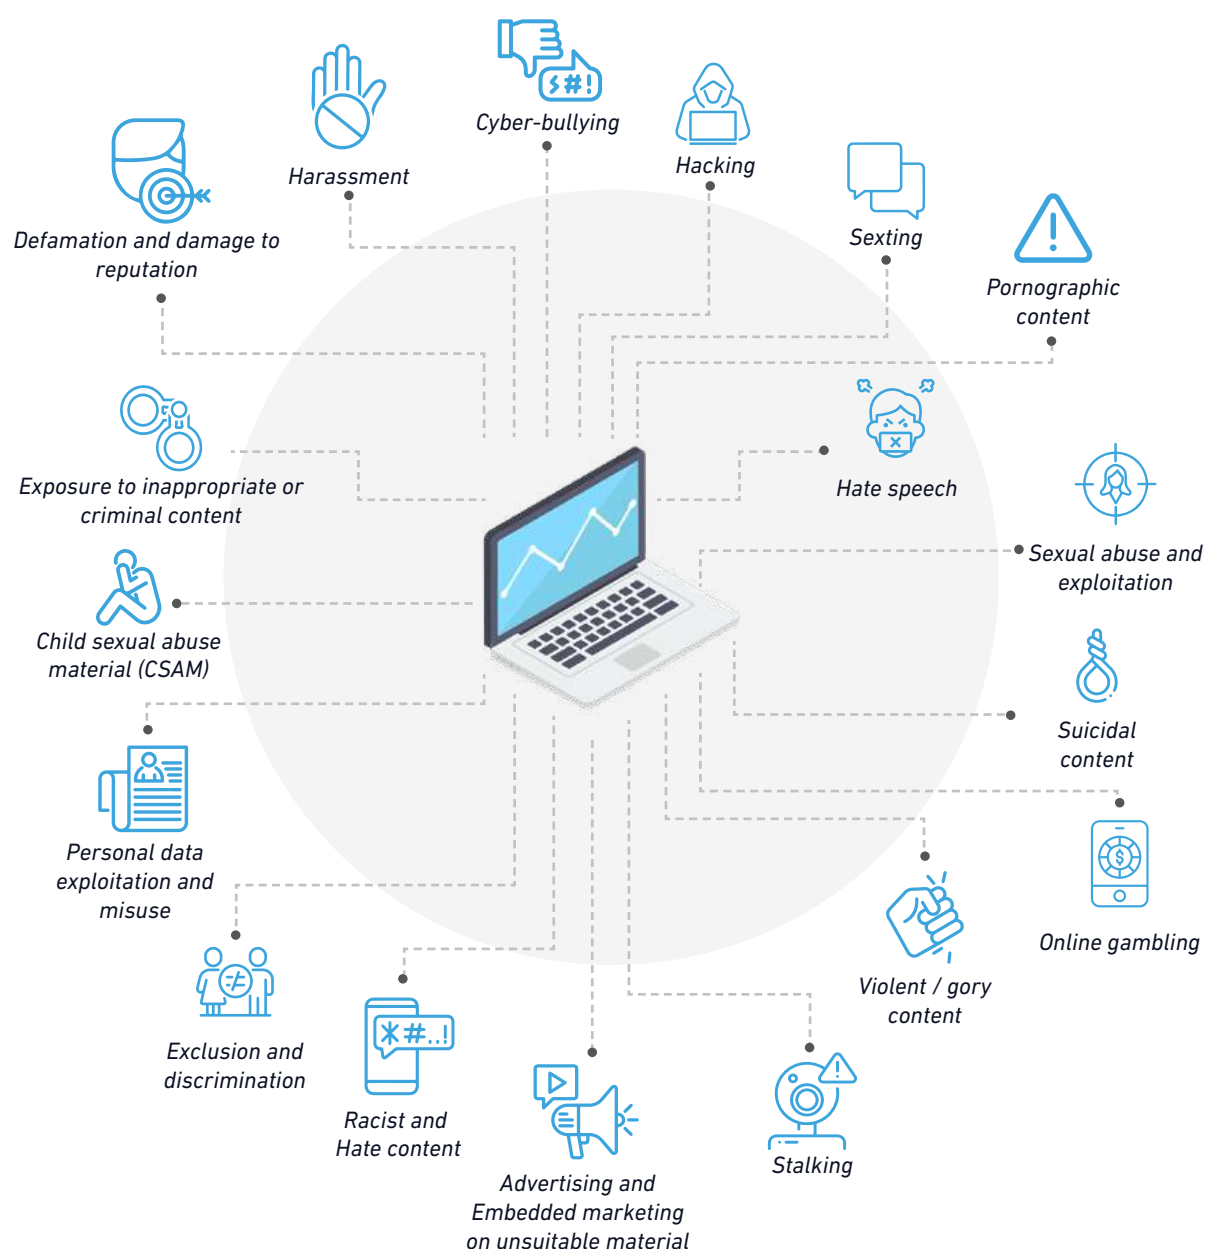 $#!
Cyber-bullying
Harassment
Hacking
Defamation and damage to
reputation
Sexting
Pornographic
content
Exposure to inappropriate or
criminal content
Hate speech
Sexual abuse and
exploitation
Child sexual abuse
material (CSAM)
Suicidal
content
Personal data
exploitation and
misuse
$
Online gambling
Violent / gory
content
Exclusion and
discrimination
*#..!
Racist and
Hate content
!
Stalking
Advertising and
Embedded marketing
on unsuitable material